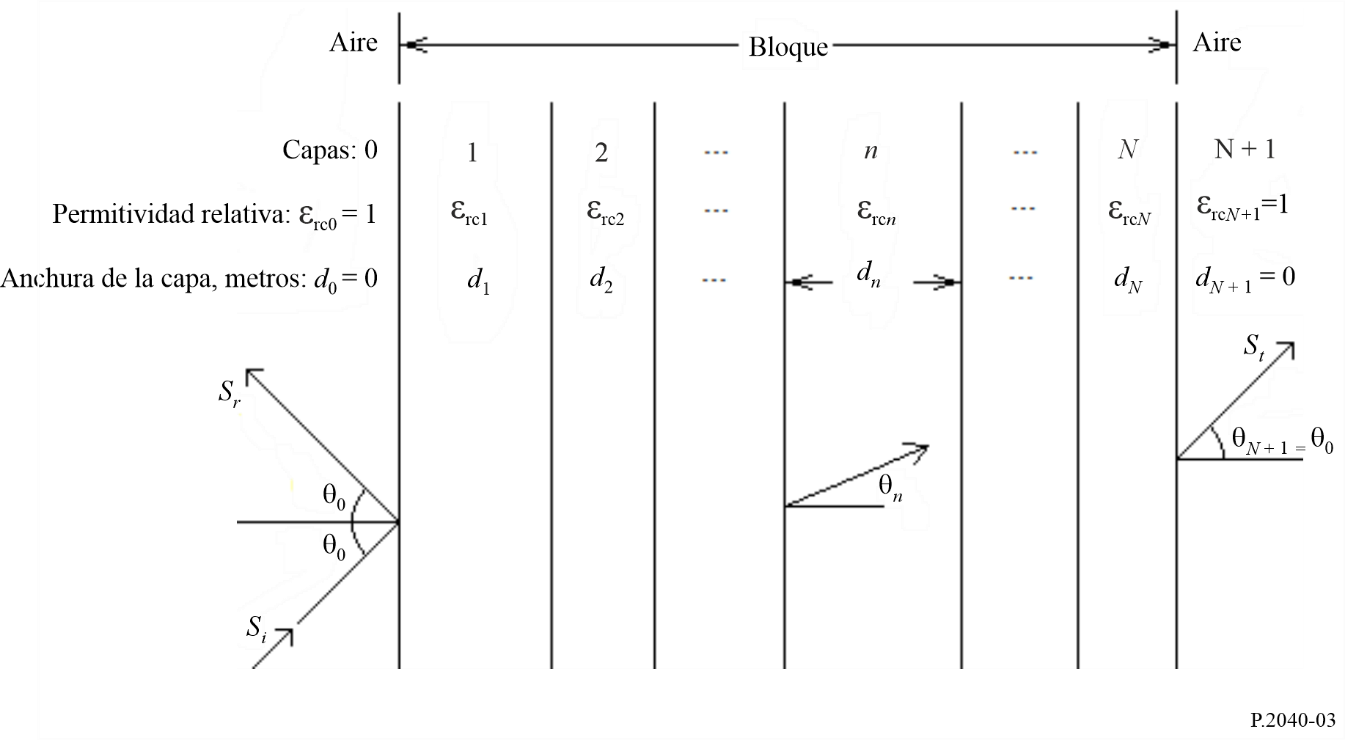 Aire Bloque Aire
Capas: 0 1 2 --- n --- N N + 1
Permitividad relativa: εrc0 = 1 εrc1 εrc2 --- εrcn --- εrcN εrcN+1=1
Anchura de la capa, metros: d0 = 0 d1 d2 --- dn --- dN dN + 1 = 0
St
Sr
θN + 1 = θ0
θn
θ0
θ0
Si
P.2040-03